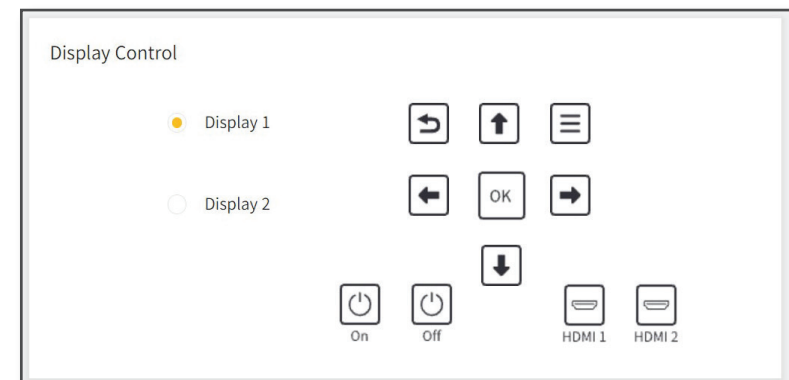 Display Control
Display 1
Display 2
OK
On
Off
HDMI 1
HDMI 2